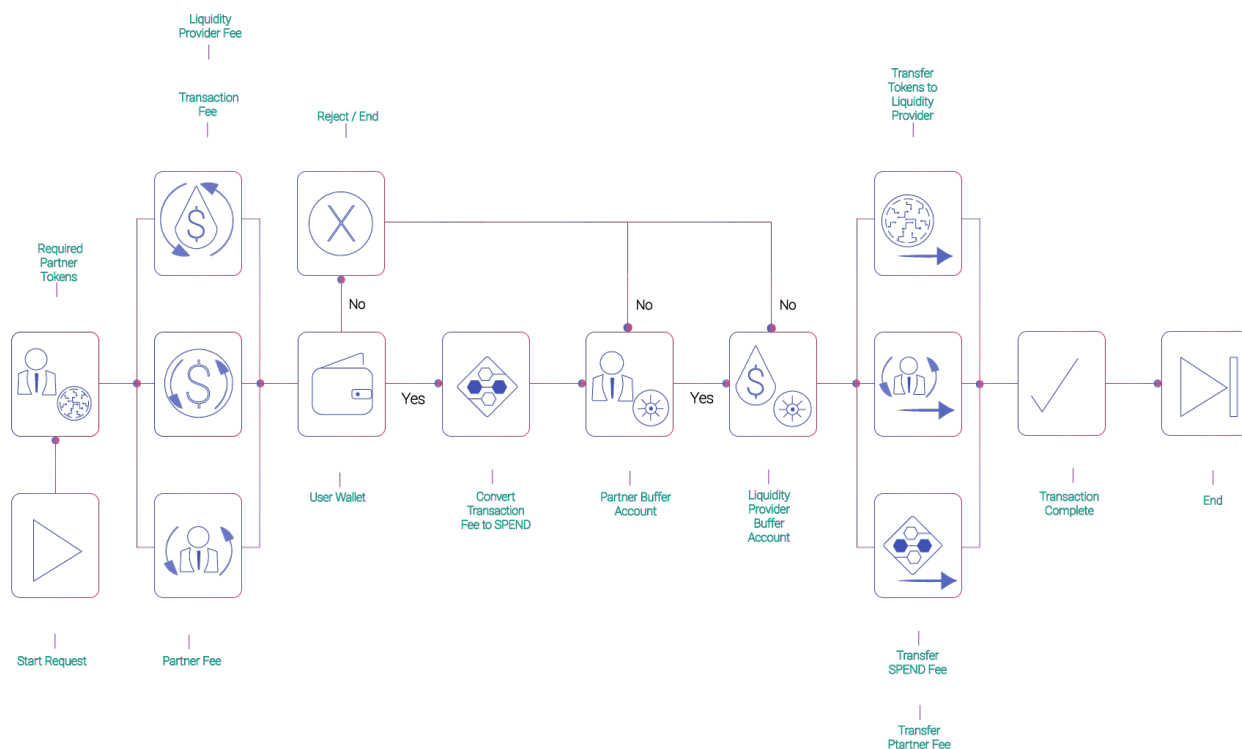 Liquidity
Provider Fee
Transaction
Fee
Reject / End
Transfer
Tokens to
Liquidity
Provider
Required
Partner
Tokens
No
No
No
Yes
Yes
User Wallet
Convert
Transaction
Fee to SPEND
Partner Buffer
Account
Liquidity
Provider
Buffer
Account
Transaction
Complete
End
Start Request
Partner Fee
Transfer
SPEND Fee
Transfer
Ptartner Fee